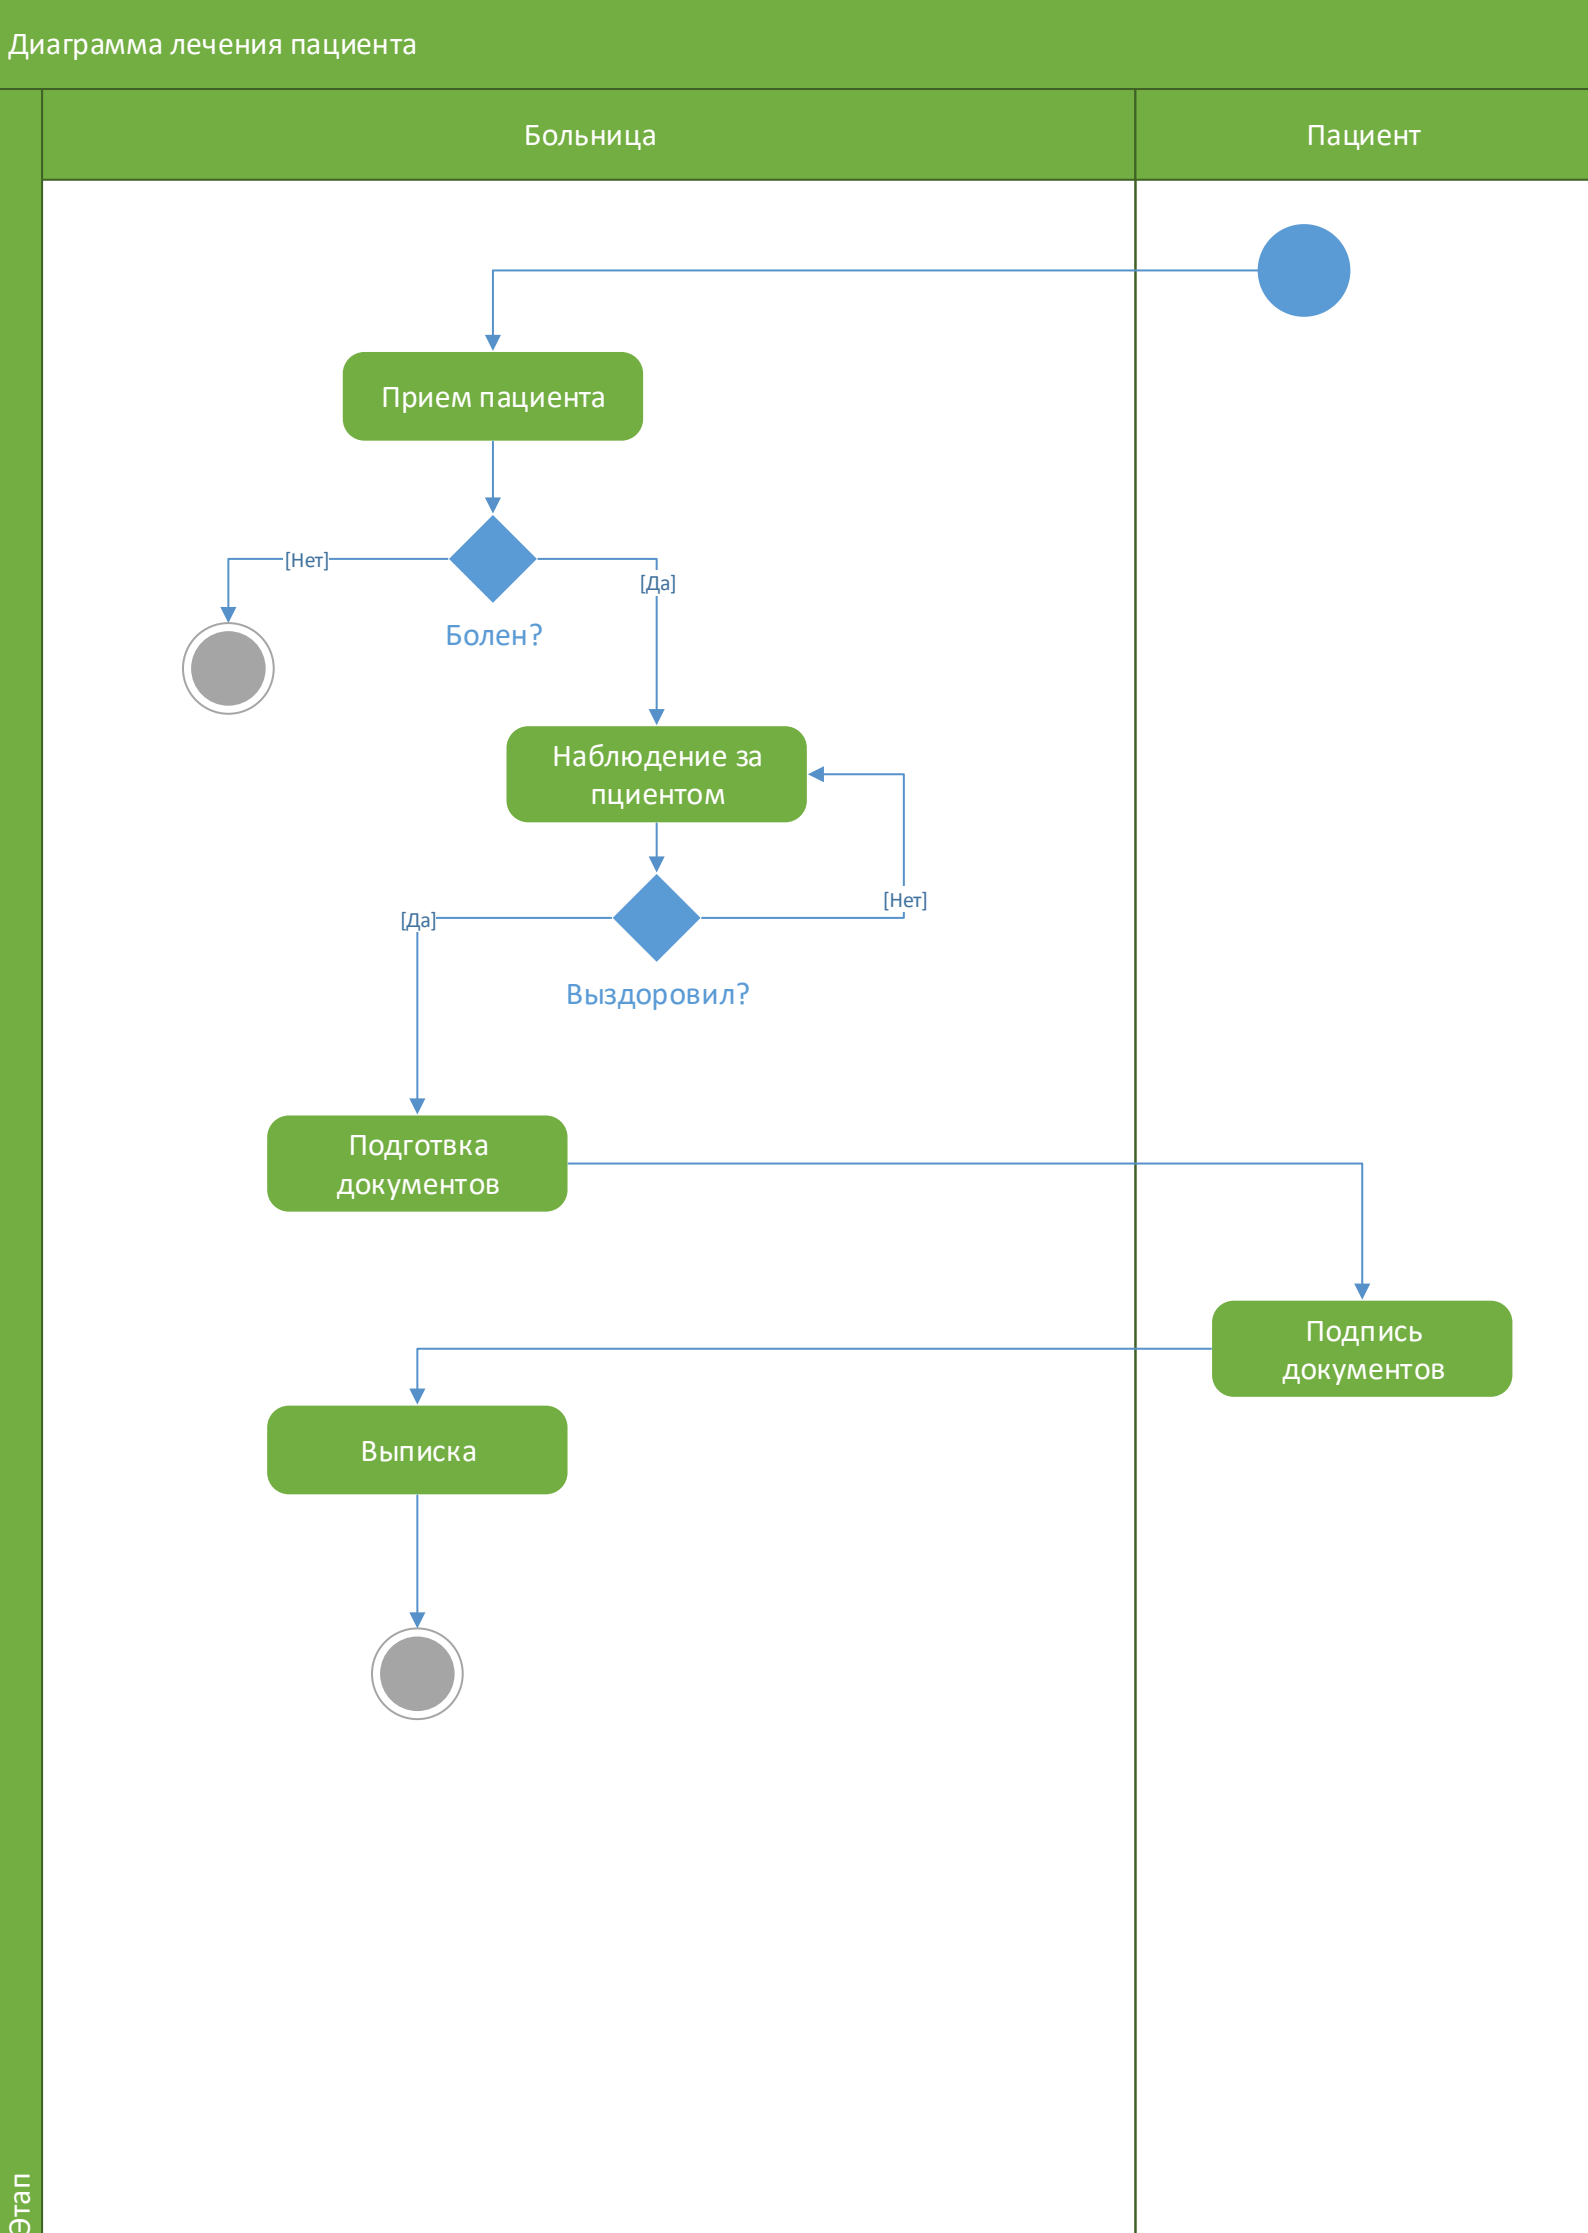 Диаграмма лечения пациента
Больница
Пациент
Прием пациента
[Нет]
[Да]
Болен?
Наблюдение за
пциентом
[Нет]
[Да]
Выздоровил?
Подготвка
документов
Подпись
документов
Выписка
Этап